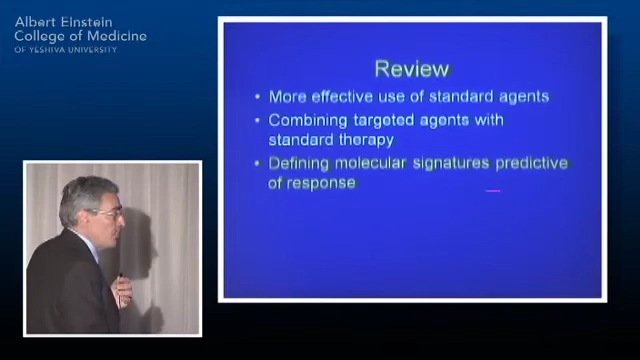 Albert Einstein
College of Medicine
OF YESHIVA UNIVERSITY
Review
• More effective use of standard agents
• Combining targeted agents with
standard therapy
• Defining molecular signatures predictive
of response